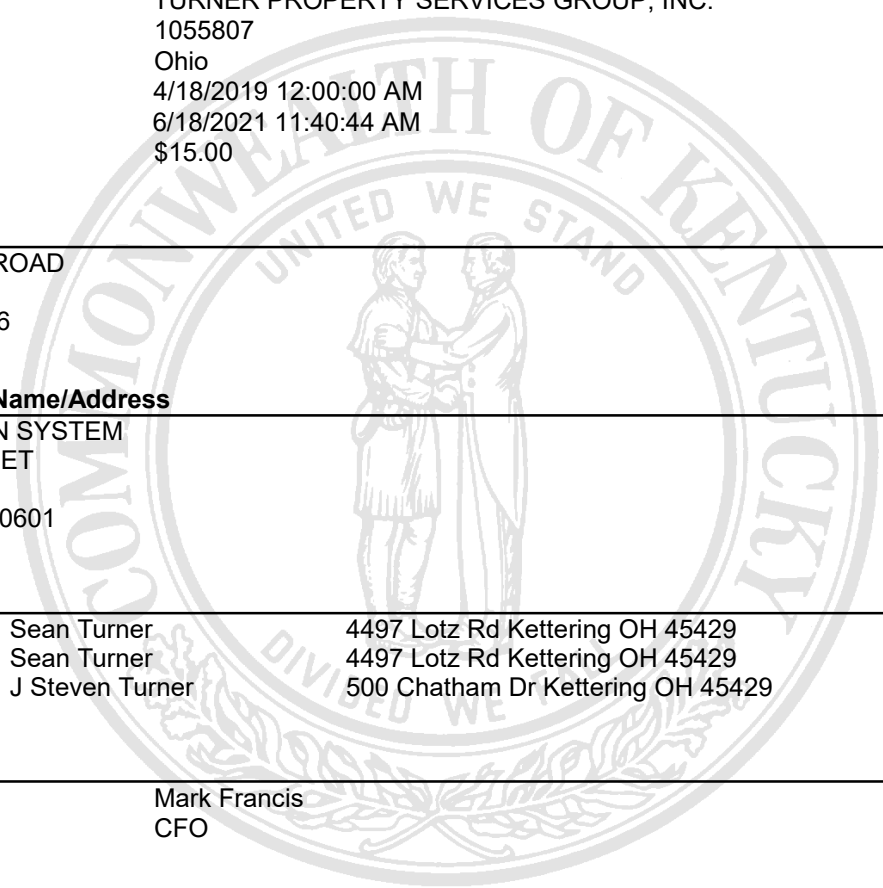 TURNER PROPERTY SERVICES GROUP, INC.
1055807
Ohio
4/18/2019 12:00:00 AM
6/18/2021 11:40:44 AM
$15.00
COMMONWEALTH OF KENTUCKY
UNITED WE STAND
ROAD
6
Name/Address
N SYSTEM
ET
0601
Sean Turner 4497 Lotz Rd Kettering OH 45429
Sean Turner 4497 Lotz Rd Kettering OH 45429
J Steven Turner 500 Chatham Dr Kettering OH 45429
DIVIDED WE FALL
Mark Francis
CFO